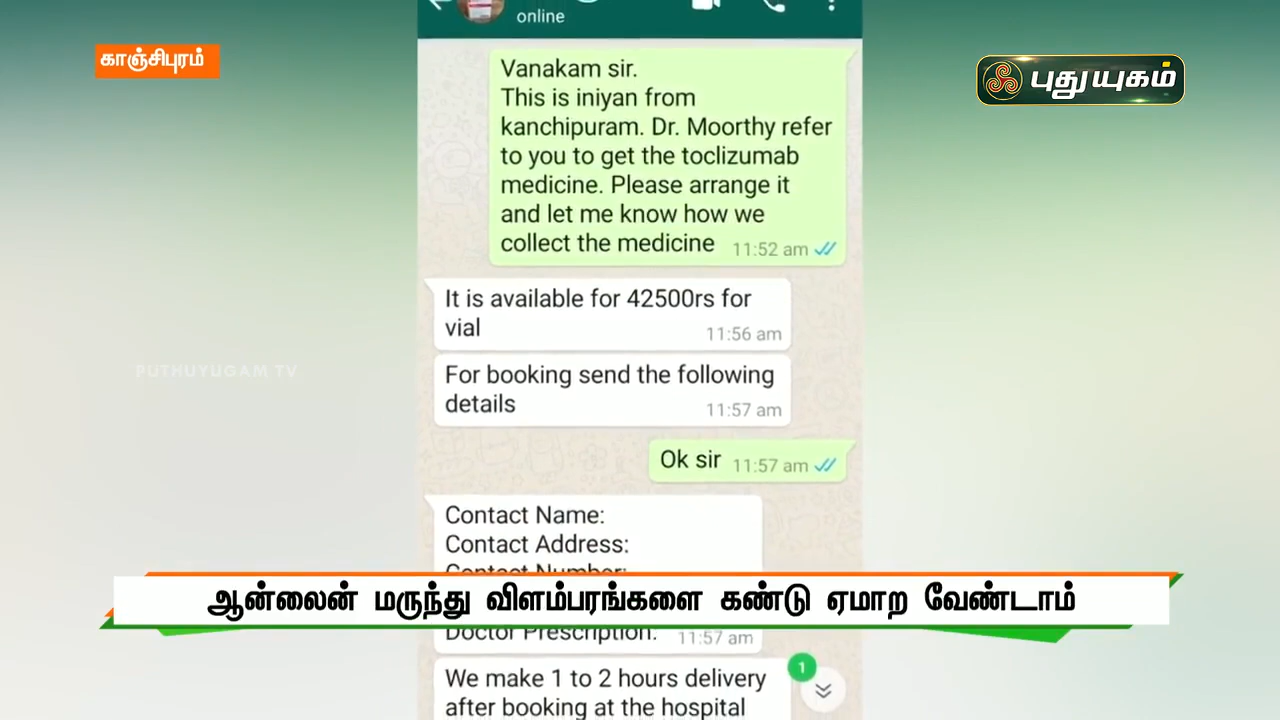 online
காஞ்சிபுரம்
புதுயுகம்
Vanakam sir.
This is iniyan from
kanchipuram. Dr. Moorthy refer
to you to get the toclizumab
medicine. Please arrange it
and let me know how we
collect the medicine 11:52 am
It is available for 42500rs for
vial 11:56 am
PUTHUYUGAM TV
For booking send the following
details 11:57 am
Ok sir 11:57 am
Contact Name:
Contact Address:
Contact Number:
ஆன்லைன் மருந்து விளம்பரங்களை கண்டு ஏமாற வேண்டாம்
Doctor Prescription: 11:57 am
1
We make 1 to 2 hours delivery
after booking at the hospital